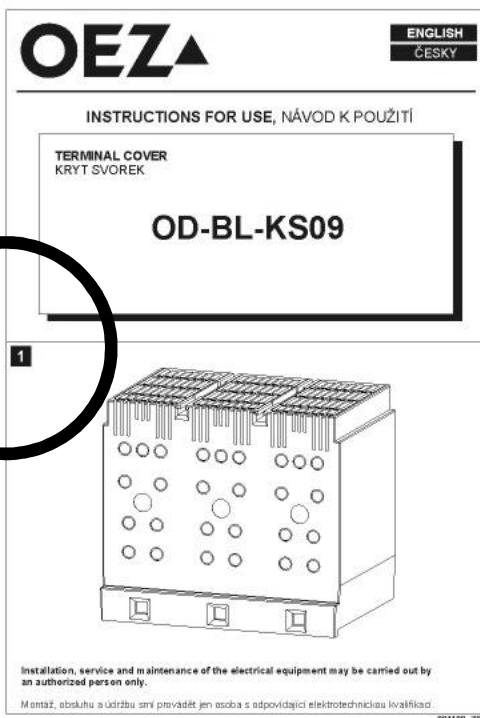 OEZ
ENGLISH
ČESKY
INSTRUCTIONS FOR USE, NÁVOD K POUŽITÍ
TERMINAL COVER
KRYT SVOREK
OD-BL-KS09
1
Installation, service and maintenance of the electrical equipment may be carried out by
an authorized person only.
Montáž, obsluhu a údržbu smí provádět jen osoba s odpovídající elektrotechnickou kvalifikací.